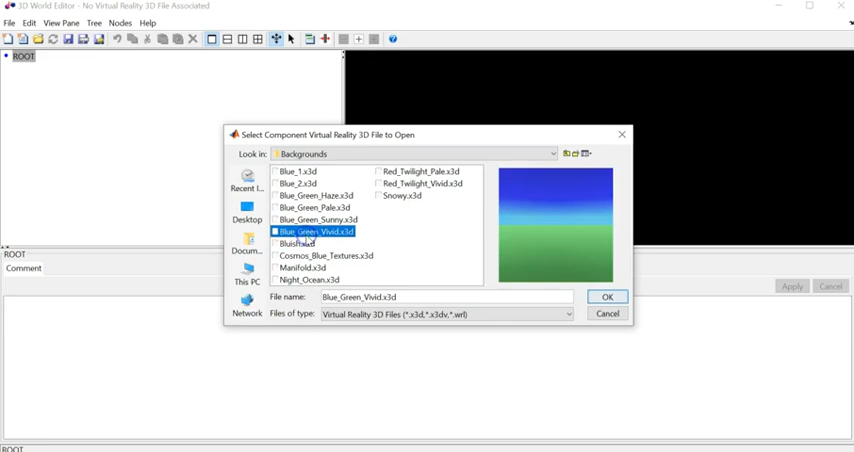 3D World Editor - No Virtual Reality 3D File Associated
File Edit View Pane Tree Nodes Help
ROOT
Select Component Virtual Reality 3D File to Open
Look in: Backgrounds
Recent I...
Desktop
Docum...
This PC
Network
Blue_1.x3d
Blue_2.x3d
Blue_Green_Haze.x3d
Blue_Green_Pale.x3d
Blue_Green_Sunny.x3d
Blue_Green_Vivid.x3d
Bluish.x3d
Cosmos_Blue_Textures.x3d
Manifold.x3d
Night_Ocean.x3d
Red_Twilight_Pale.x3d
Red_Twilight_Vivid.x3d
Snowy.x3d
File name: Blue_Green_Vivid.x3d
OK
Files of type: Virtual Reality 3D Files (*.x3d,*.x3dv,*.wrl)
Cancel
ROOT
Comment
Apply Cancel
ROOT